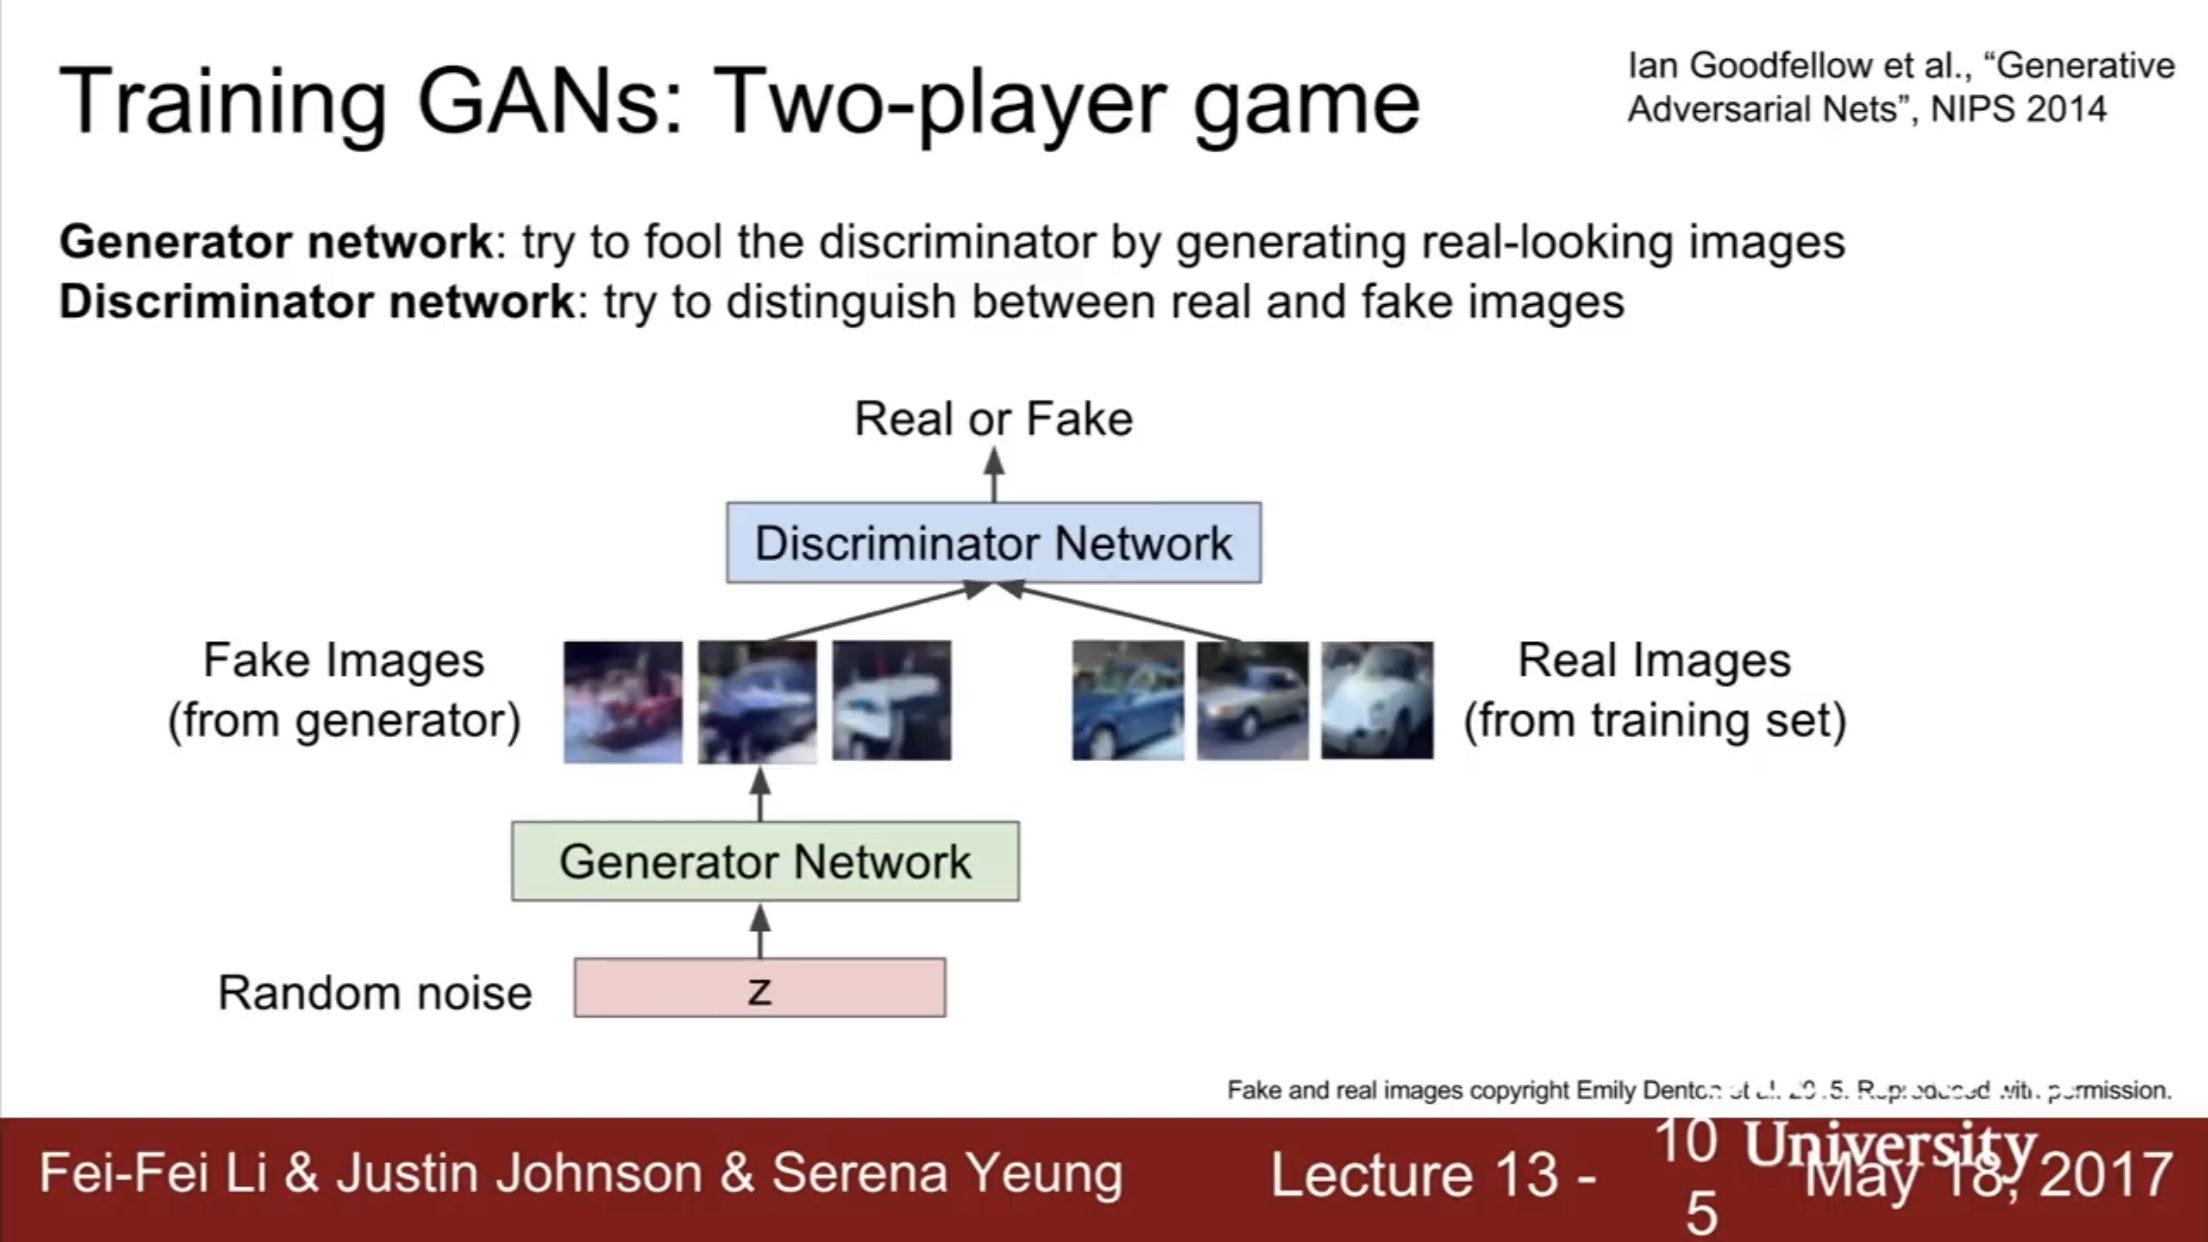 Training GANs: Two-player game
Ian Goodfellow et al., “Generative
Adversarial Nets”, NIPS 2014
Generator network: try to fool the discriminator by generating real-looking images
Discriminator network: try to distinguish between real and fake images
Real or Fake
Discriminator Network
Fake Images
(from generator)
Real Images
(from training set)
Generator Network
Random noise
z
Fake and real images copyright Emily Denton et al. 2015. Reproduced with permission.
Fei-Fei Li & Justin Johnson & Serena Yeung
Lecture 13 -
10
5
University
May 18, 2017